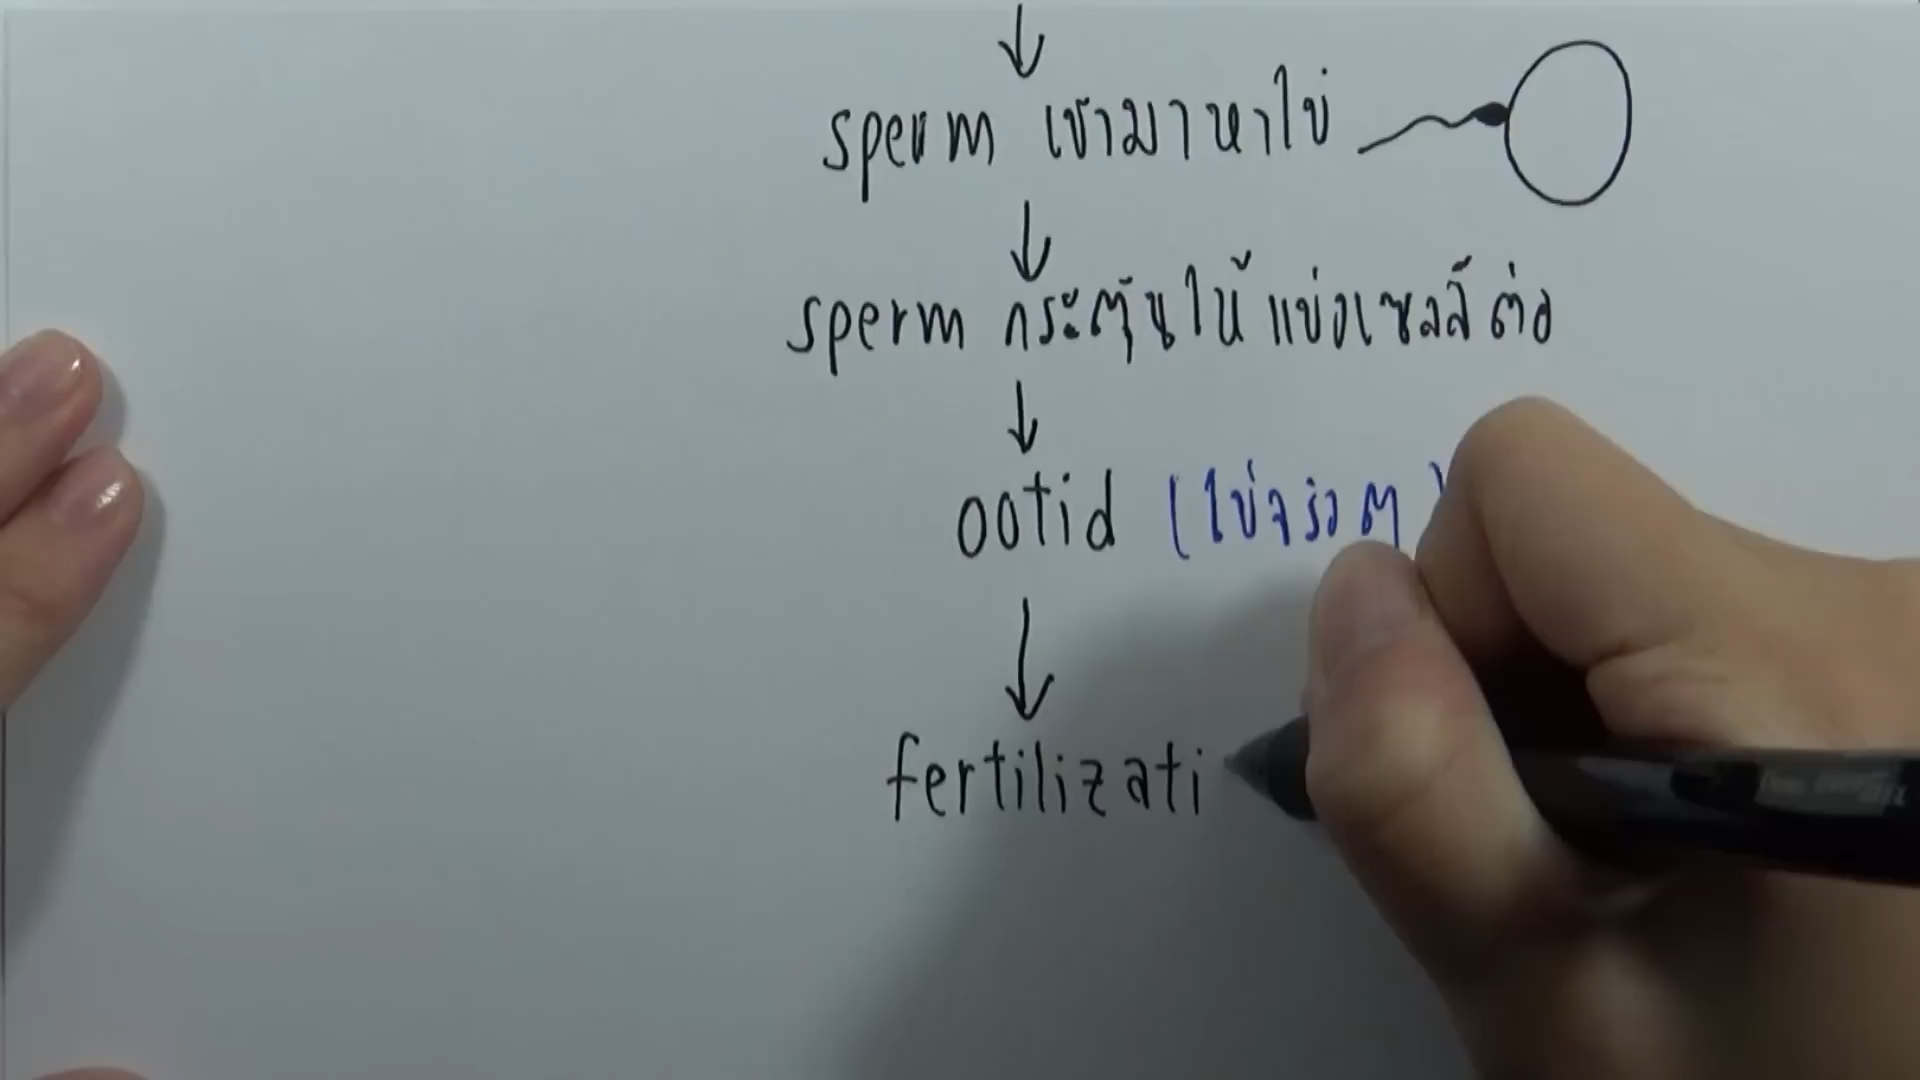 sperm เข้ามาหาไข่
sperm กระตุ้นให้แบ่งเซลล์ต่อ
ootid (ไข่จริงๆ)
fertilizati